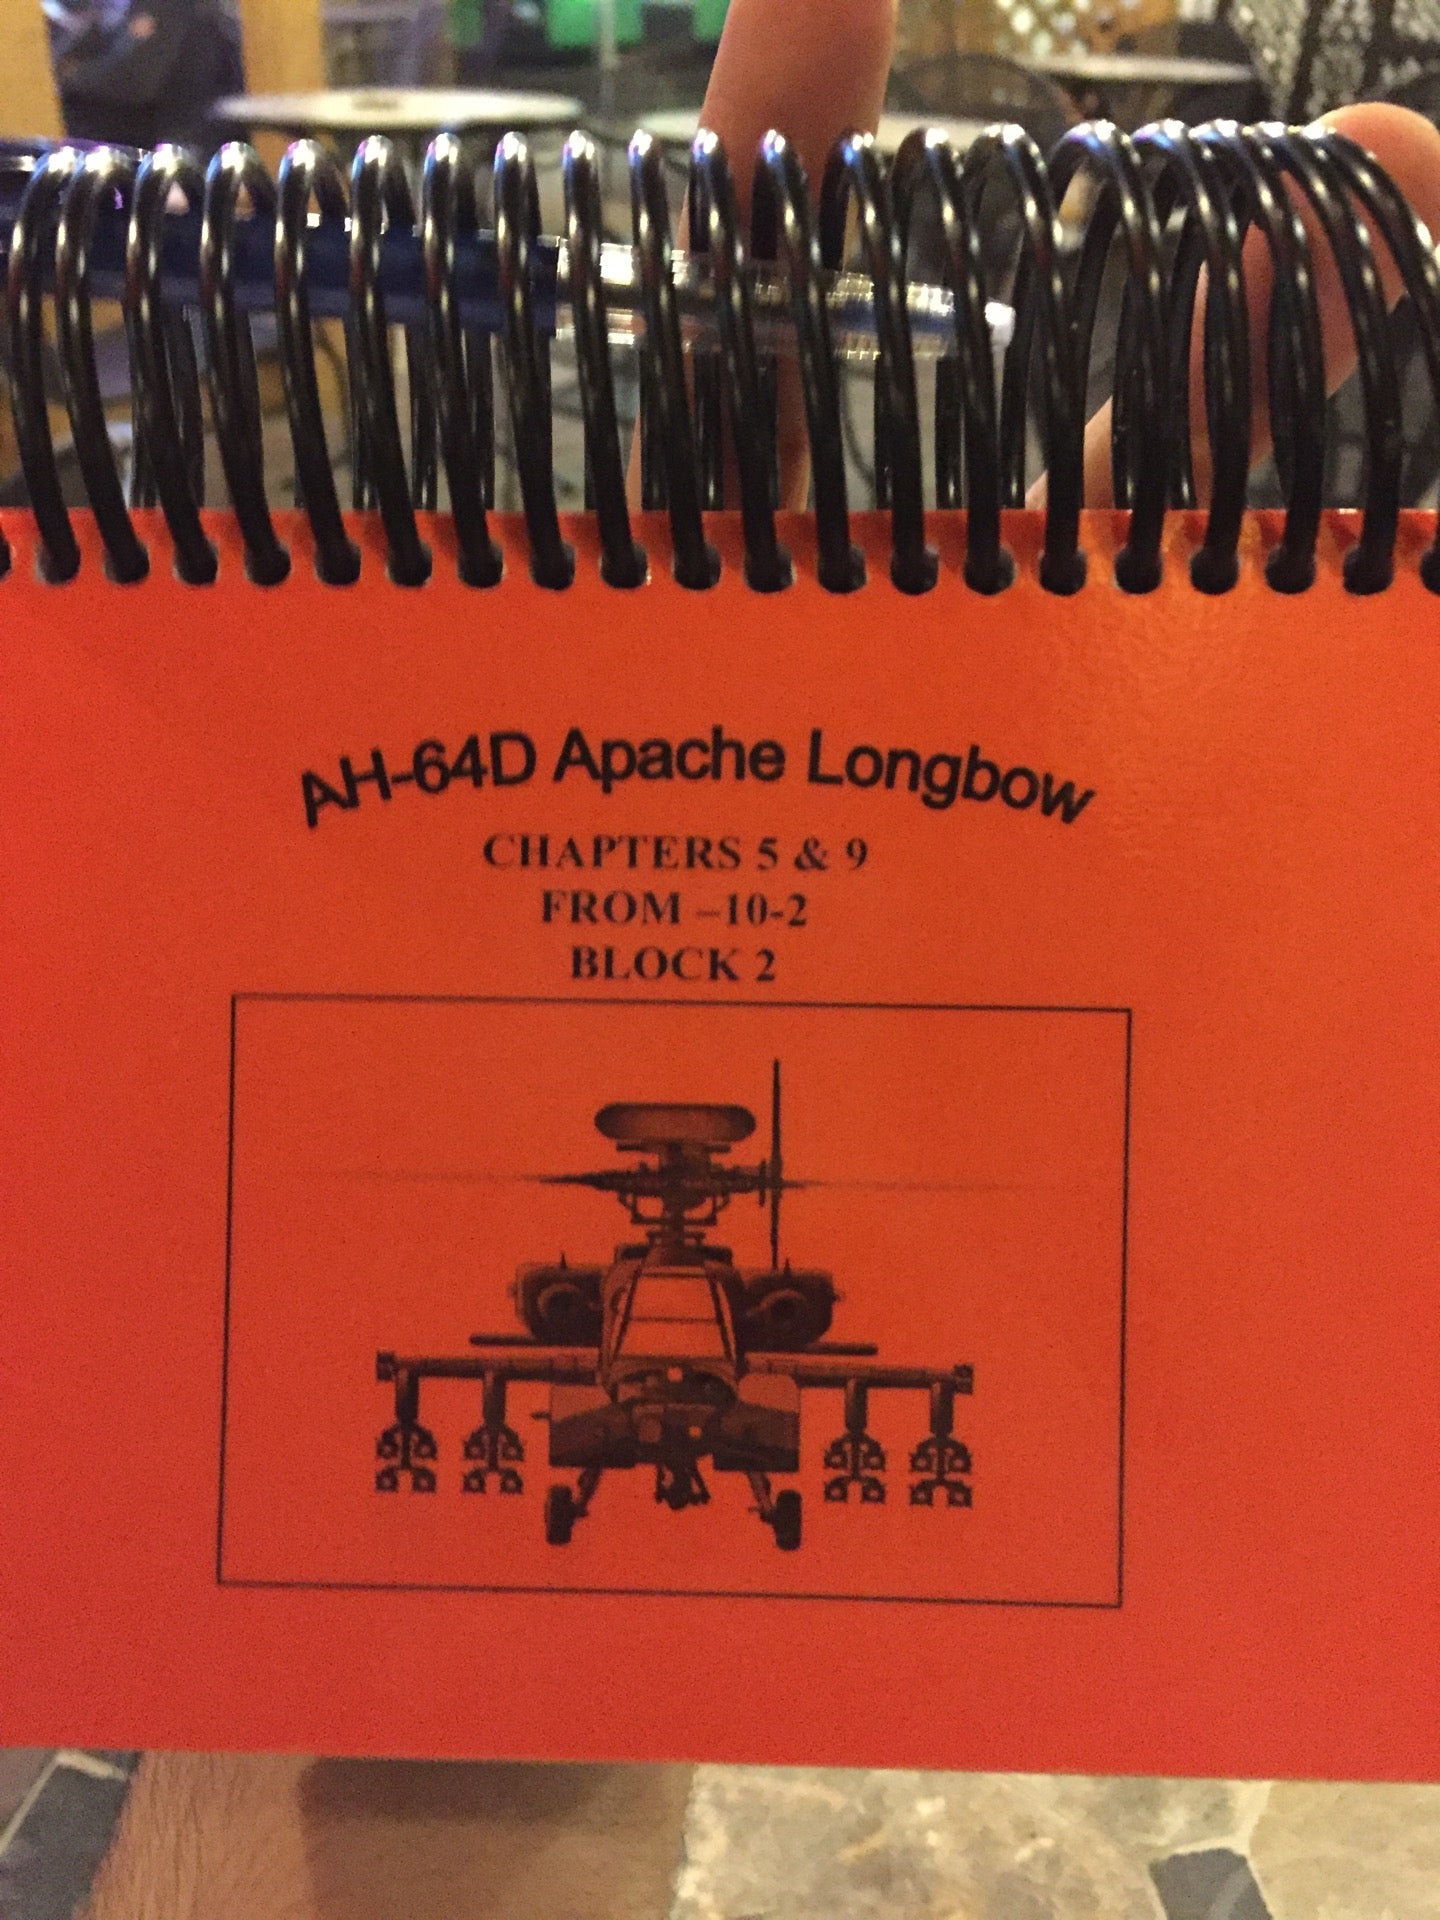 AH-64D Apache Longbow
CHAPTERS 5 & 9
FROM –10-2
BLOCK 2